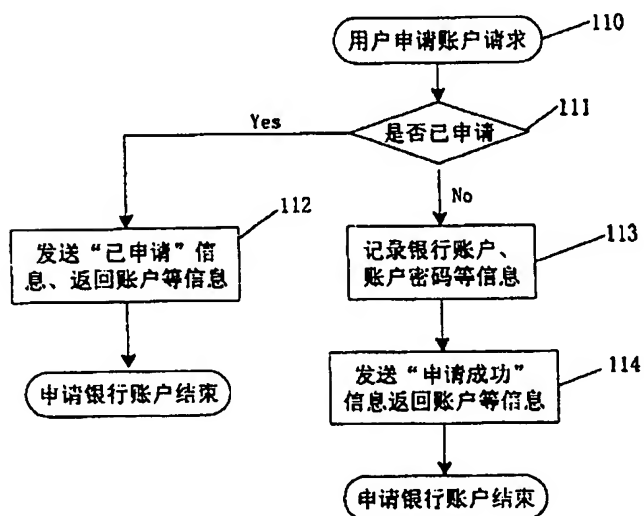 用户申请账户请求
110
是否已申请
111
Yes
No
发送“已申请”信
息、返回账户等信息
112
记录银行账户、
账户密码等信息
113
申请银行账户结束
发送“申请成功”
信息返回账户等信息
114
申请银行账户结束